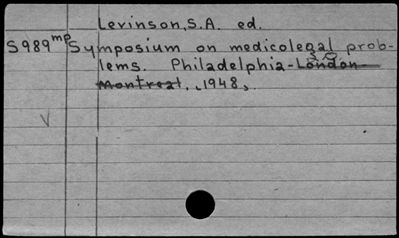 Levinson, S.A. ed.
S989mp Symposium on medicolegal prob-
lems. Philadelphia-London-
Montreal, 1948,